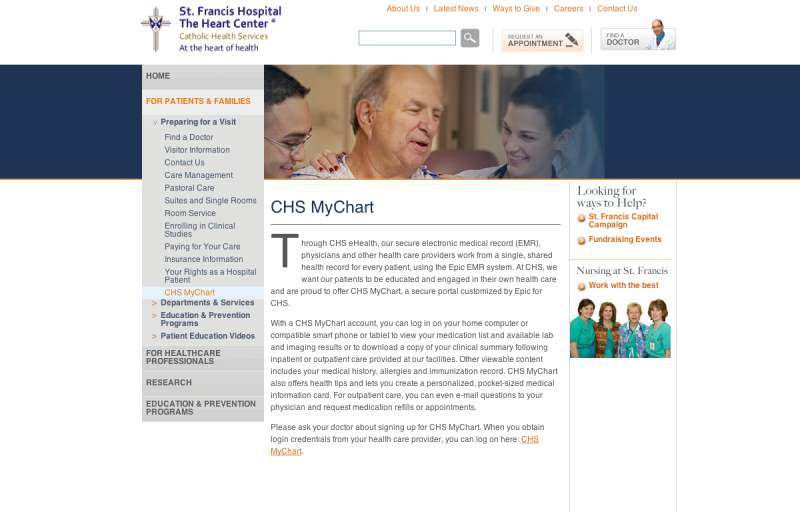 St. Francis Hospital
The Heart Center ®
Catholic Health Services
At the heart of health
About Us
Latest News
Ways to Give
Careers
Contact Us
REQUEST AN
APPOINTMENT
FIND A
DOCTOR
HOME
FOR PATIENTS & FAMILIES
Preparing for a Visit
Find a Doctor
Visitor Information
Contact Us
Care Management
Pastoral Care
Suites and Single Rooms
Room Service
Enrolling in Clinical
Studies
Paying for Your Care
Insurance Information
Your Rights as a Hospital
Patient
CHS MyChart
Departments & Services
Education & Prevention
Programs
Patient Education Videos
FOR HEALTHCARE
PROFESSIONALS
RESEARCH
EDUCATION & PREVENTION
PROGRAMS
CHS MyChart
Through CHS eHealth, our secure electronic medical record (EMR),
physicians and other health care providers work from a single, shared
health record for every patient, using the Epic EMR system. At CHS, we
want our patients to be educated and engaged in their own health care
and are proud to offer CHS MyChart, a secure portal customized by Epic for
CHS.
With a CHS MyChart account, you can log in on your home computer or
compatible smart phone or tablet to view your medication list and available lab
and imaging results or to download a copy of your clinical summary following
inpatient or outpatient care provided at our facilities. Other viewable content
includes your medical history, allergies and immunization record. CHS MyChart
also offers health tips and lets you create a personalized, pocket-sized medical
information card. For outpatient care, you can even e-mail questions to your
physician and request medication refills or appointments.
Please ask your doctor about signing up for CHS MyChart. When you obtain
login credentials from your health care provider, you can log on here: CHS
MyChart.
Looking for
ways to Help?
St. Francis Capital
Campaign
Fundraising Events
Nursing at St. Francis
Work with the best